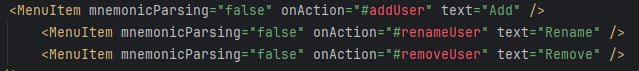 <MenuItem mnemonicParsing="false" onAction="#addUser" text="Add" />
<MenuItem mnemonicParsing="false" onAction="#renameUser" text="Rename" />
<MenuItem mnemonicParsing="false" onAction="#removeUser" text="Remove" />